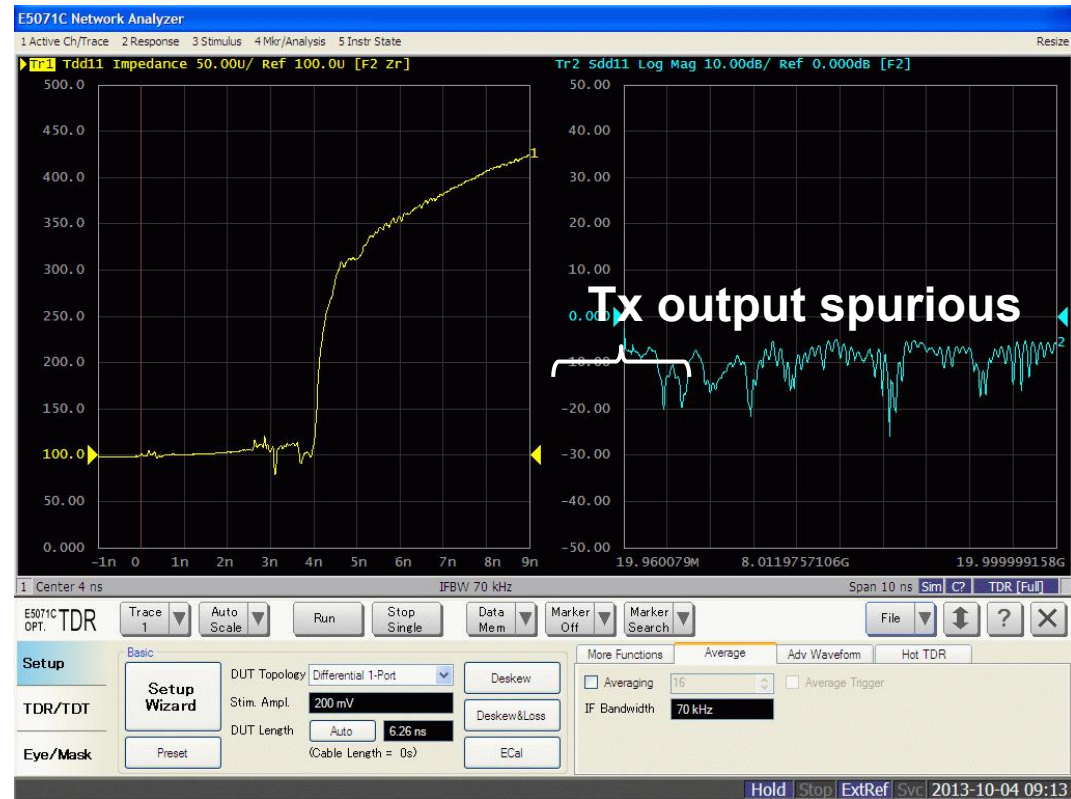 E5071C Network Analyzer
1 Active Ch/Trace 2 Response 3 Stimulus 4 Mkr/Analysis 5 Instr State Resize
Tr1 Tdd11 Impedance 50.00U/ Ref 100.0U [F2 Zr]
Tr2 Sdd11 Log Mag 10.00dB/ Ref 0.000dB [F2]
500.0
450.0
400.0
350.0
300.0
250.0
200.0
150.0
100.0
50.00
0.000
1
-1n 0 1n 2n 3n 4n 5n 6n 7n 8n 9n
50.00
40.00
30.00
20.00
10.00
Tx output spurious
0.000
-10.00
-20.00
-30.00
-40.00
-50.00
2
19.960079M 8.0119757106G 19.999999158G
1 Center 4 ns IFBW 70 kHz Span 10 ns Sim C? TDR [Full]
E5071C
OPT. TDR
Trace
1
Auto
Scale
Run
Stop
Single
Data
Mem
Marker
Off
Marker
Search
File
?
Setup
TDR/TDT
Eye/Mask
Basic
Setup
Wizard
Preset
DUT Topology Differential 1-Port
Stim. Ampl. 200 mV
DUT Length Auto 6.26 ns
(Cable Length = 0s)
Deskew
Deskew&Loss
ECal
More Functions Average Adv Waveform Hot TDR
Averaging 16 Average Trigger
IF Bandwidth 70 kHz
Hold Stop ExtRef Svc 2013-10-04 09:13